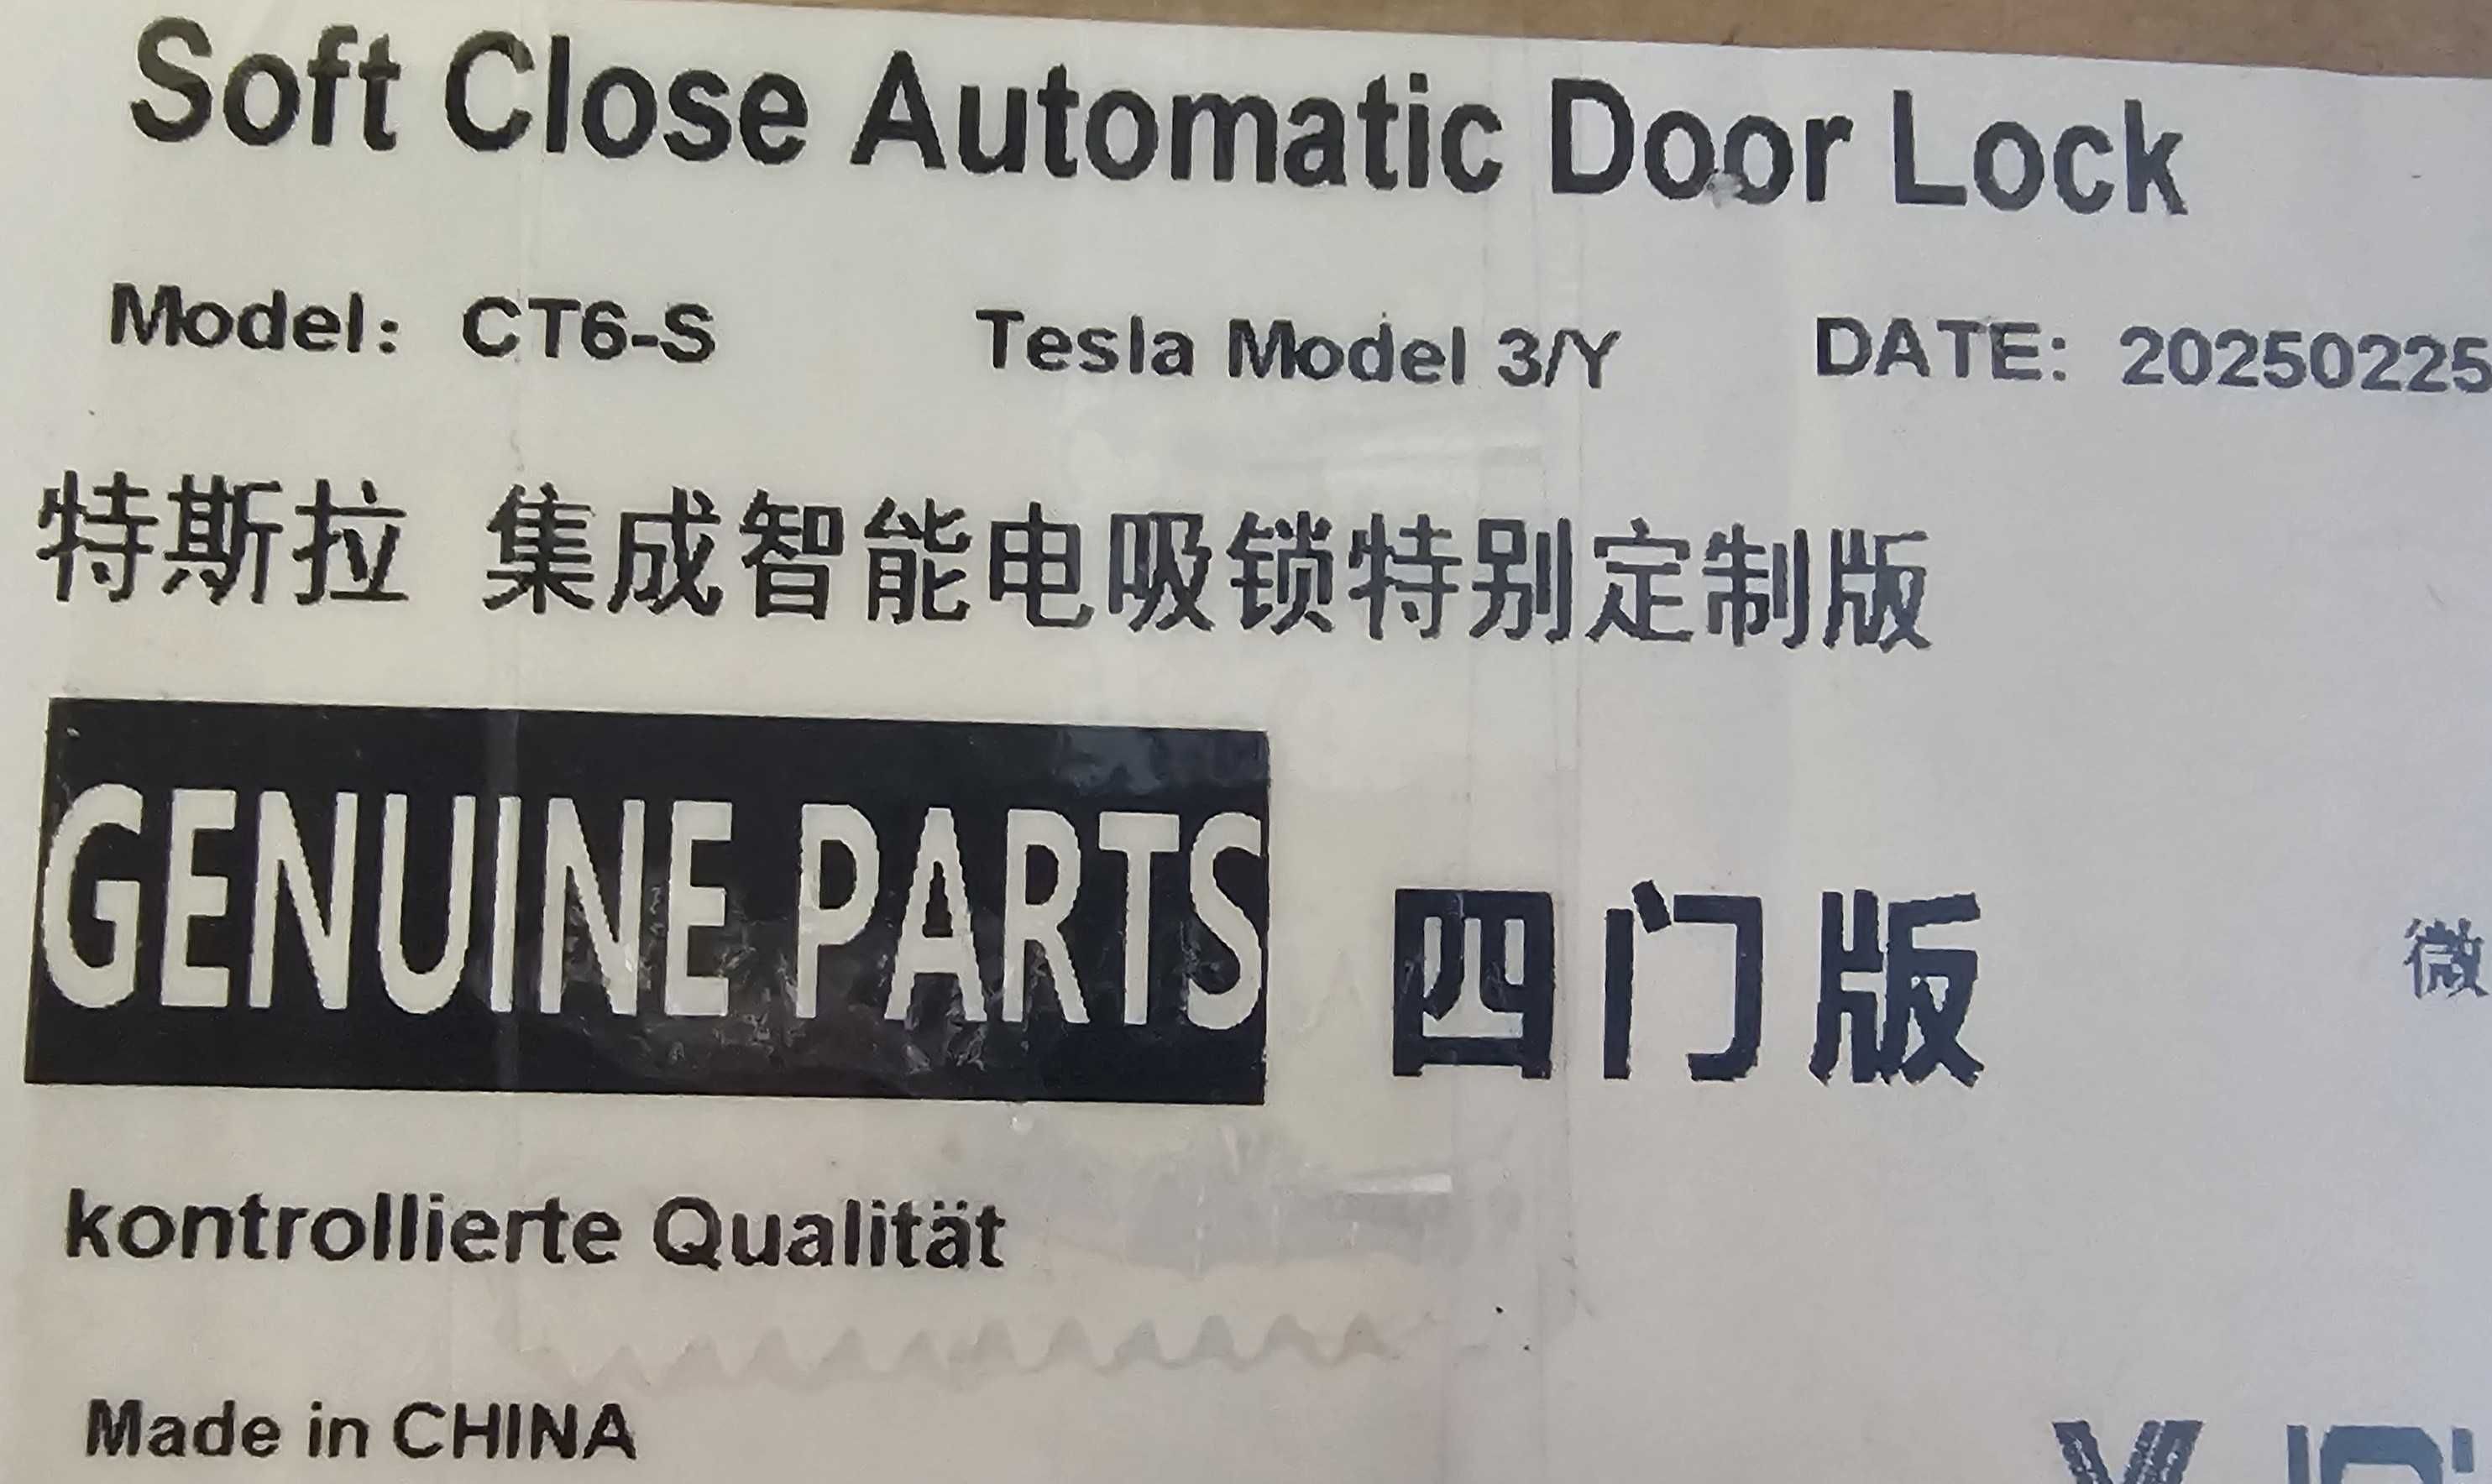 Soft Close Automatic Door Lock
Model: CT6-S Tesla Model 3/Y DATE: 20250225
特斯拉 集成智能电吸锁特别定制版
GENUINE PARTS
四门版
微
kontrollierte Qualität
Made in CHINA